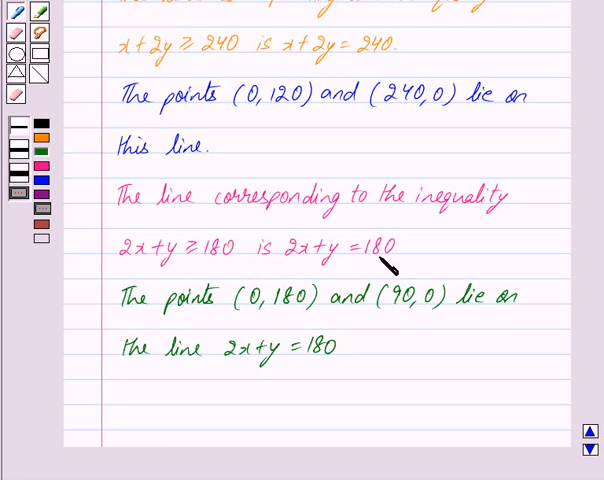 x+2y ≥ 240 is x+2y = 240.
The points (0, 120) and (240, 0) lie on
this line.
The line corresponding to the inequality
2x+y ≥ 180 is 2x+y = 180
The points (0, 180) and (90, 0) lie on
the line 2x+y = 180